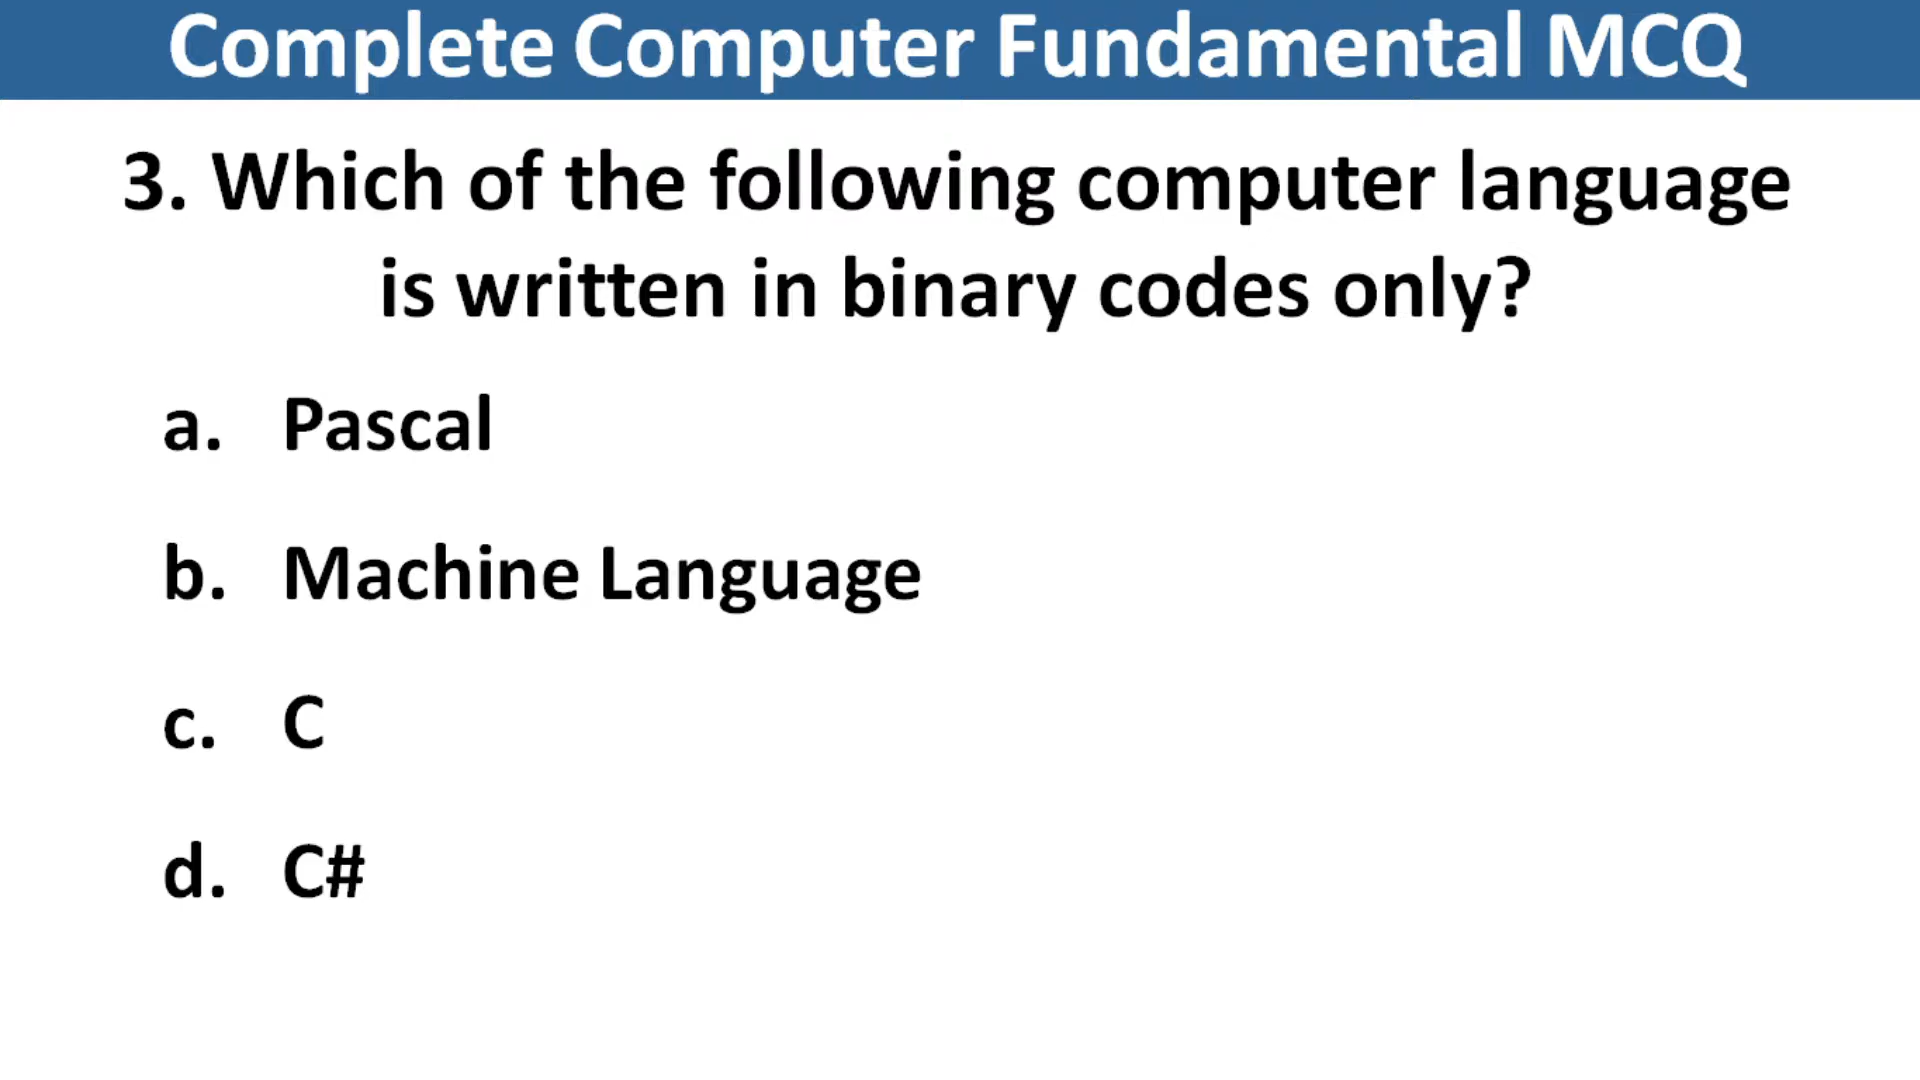 Complete Computer Fundamental MCQ
3. Which of the following computer language
is written in binary codes only?
a. Pascal
b. Machine Language
c. C
d. C#